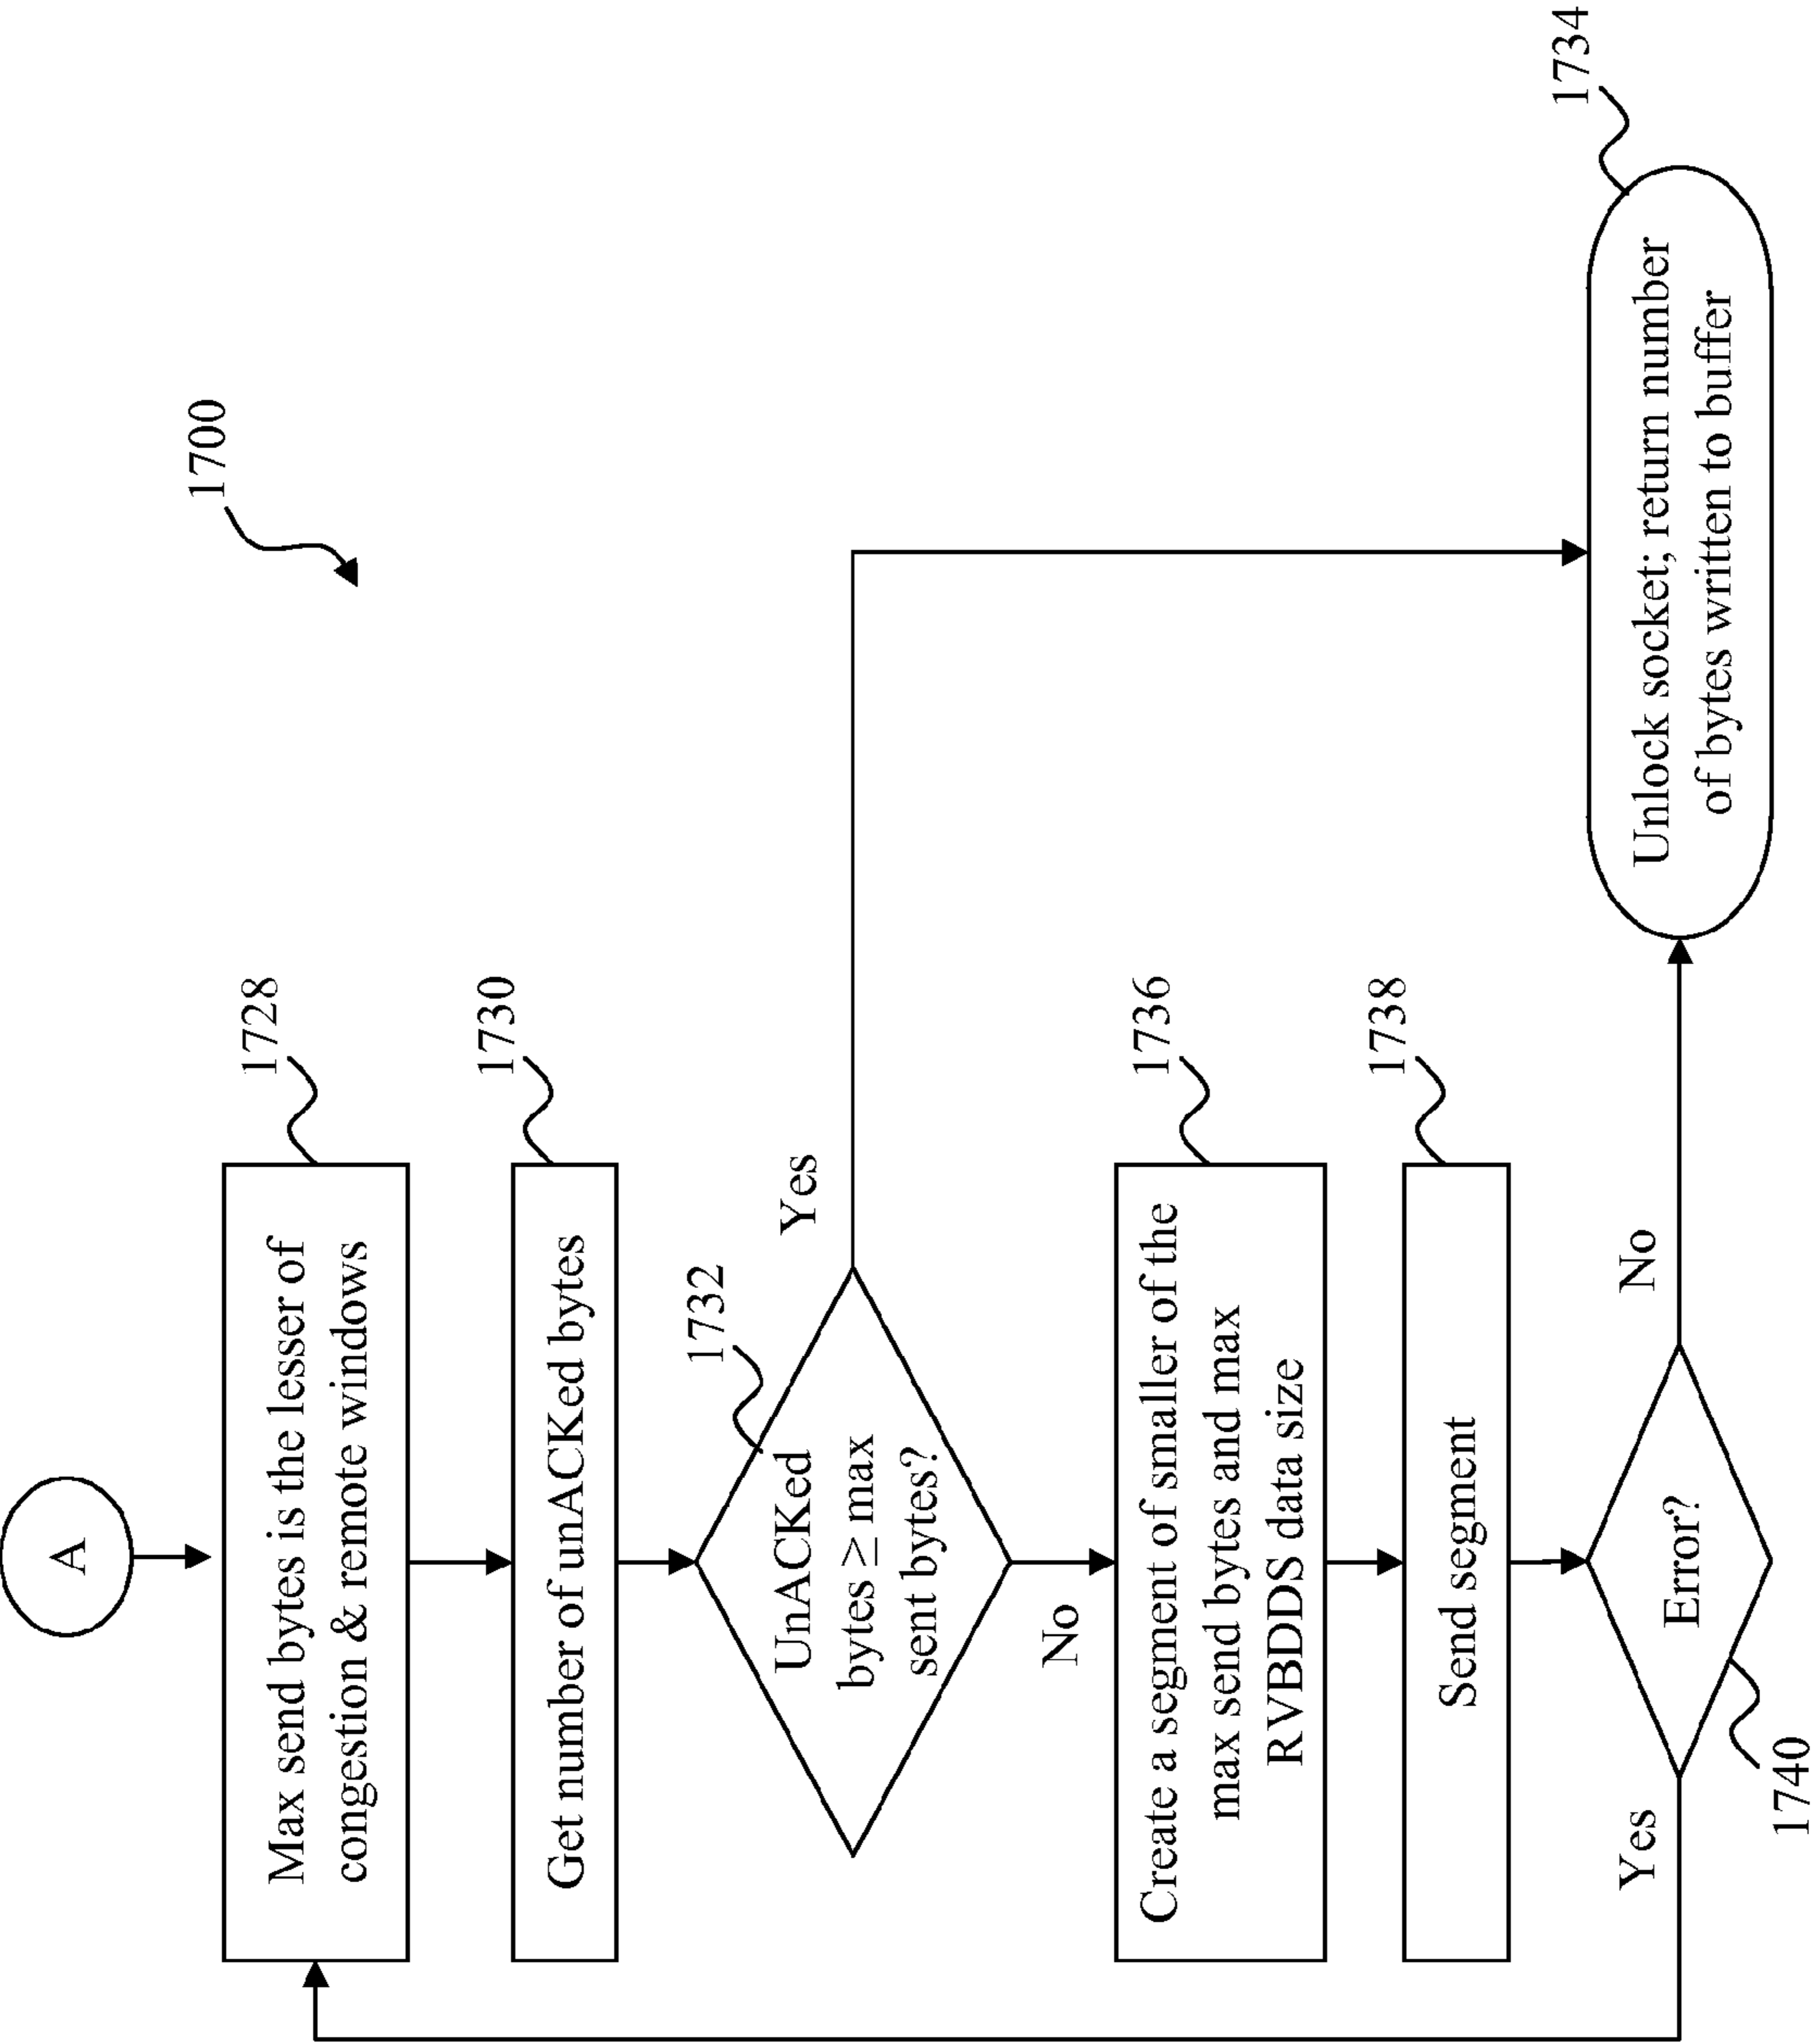 1700
A
Max send bytes is the lesser of
congestion & remote windows
1728
Get number of unACKed bytes
1730
UnACKed
bytes ≥ max
sent bytes?
1732
Yes
No
Create a segment of smaller of the
max send bytes and max
RVBDDS data size
1736
Send segment
1738
Error?
1740
Yes
No
Unlock socket; return number
of bytes written to buffer
1734